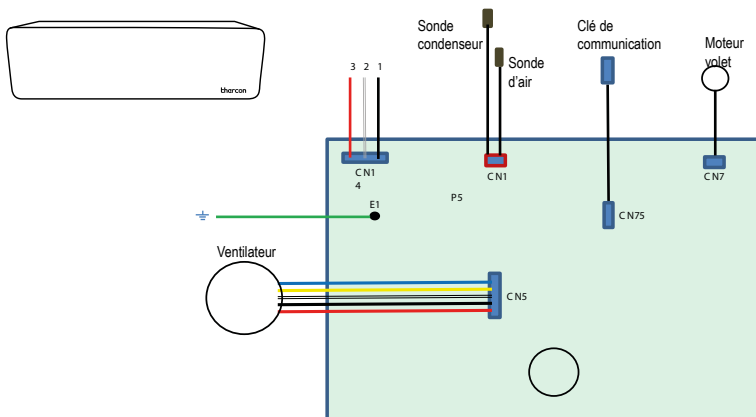 thercon
Sonde
condenseur
Sonde
d'air
Clé de
communication
Moteur
volet
3 2 1
CN1
4
CN1
CN7
P5
E1
CN75
Ventilateur
CN5